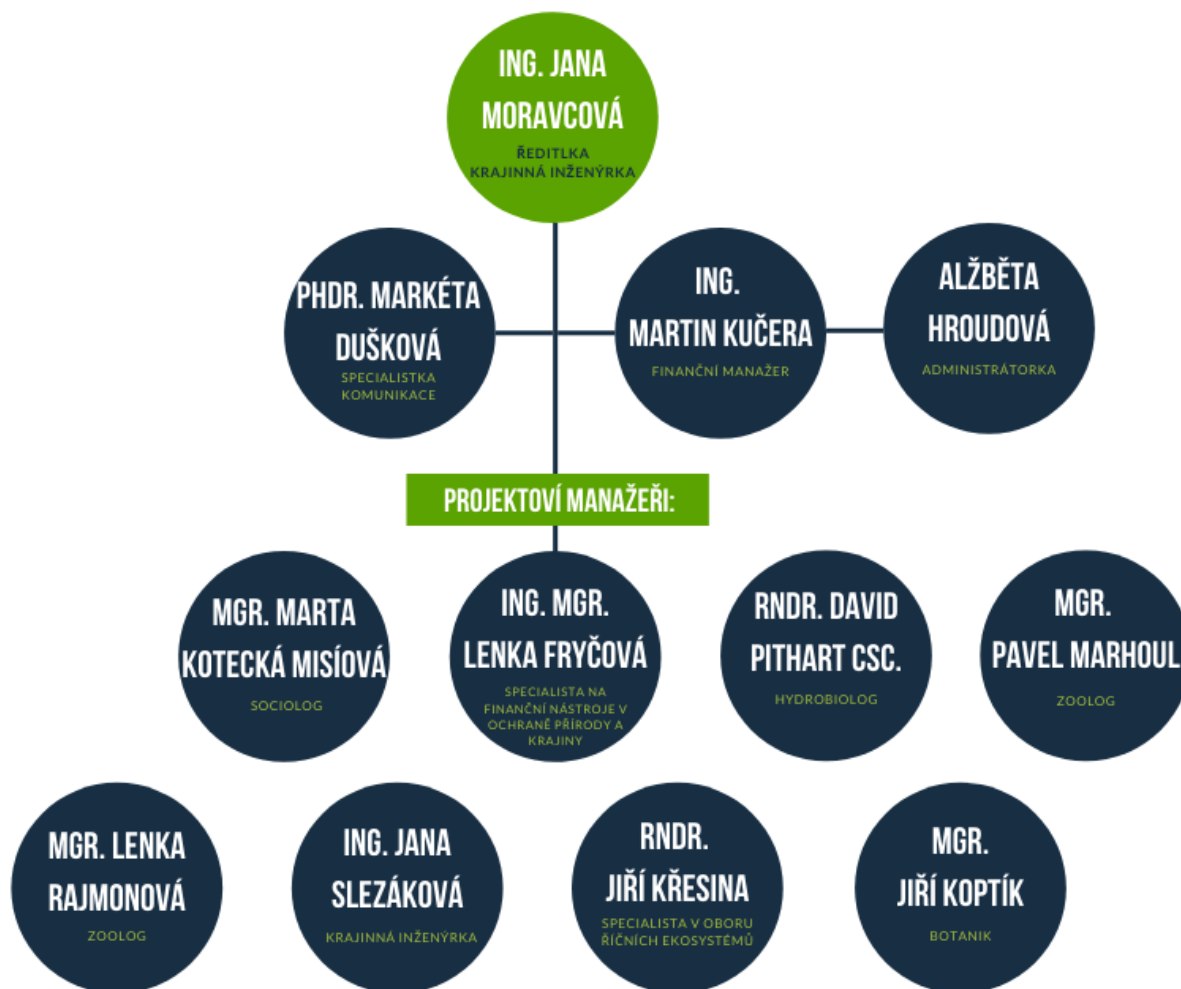 ING. JANA
MORAVCOVÁ
ŘEDITLKA
KRAJINNÁ INŽENÝRKA
PHDR. MARKÉTA
DUŠKOVÁ
SPECIALISTKA
KOMUNIKACE
ING.
MARTIN KUČERA
FINANČNÍ MANAŽER
ALŽBĚTA
HROUDOVÁ
ADMINISTRÁTORKA
PROJEKTOVÍ MANAŽEŘI:
MGR. MARTA
KOTECKÁ MISÍOVÁ
SOCIOLOG
ING. MGR.
LENKA FRYČOVÁ
SPECIALISTA NA
FINANČNÍ NÁSTROJE V
OCHRANĚ PŘÍRODY A
KRAJINY
RNDR. DAVID
PITHART CSC.
HYDROBIOLOG
MGR.
PAVEL MARHOUL
ZOOLOG
MGR. LENKA
RAJMONOVÁ
ZOOLOG
ING. JANA
SLEZÁKOVÁ
KRAJINNÁ INŽENÝRKA
RNDR.
JIŘÍ KŘESINA
SPECIALISTA V OBORU
ŘÍČNÍCH EKOSYSTÉMŮ
MGR.
JIŘÍ KOPTÍK
BOTANIK